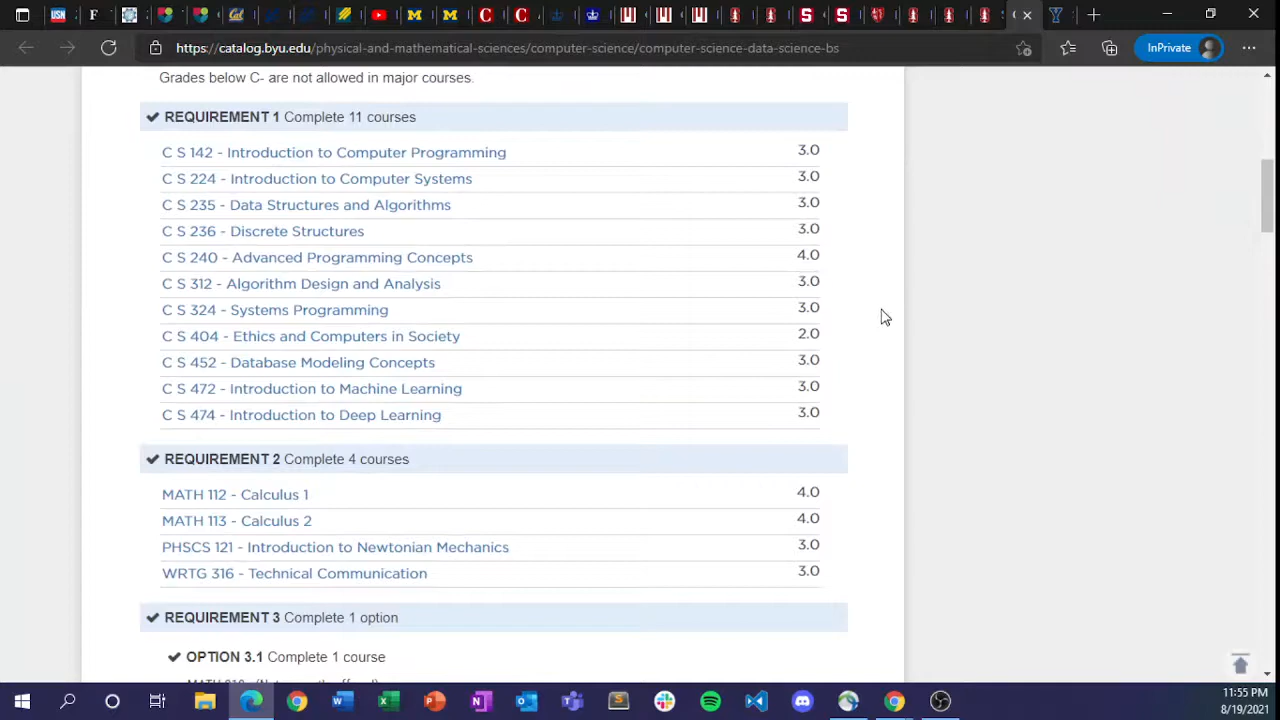 https://catalog.byu.edu/physical-and-mathematical-sciences/computer-science/computer-science-data-science-bs
InPrivate
Grades below C- are not allowed in major courses.
REQUIREMENT 1 Complete 11 courses
C S 142 - Introduction to Computer Programming 3.0
C S 224 - Introduction to Computer Systems 3.0
C S 235 - Data Structures and Algorithms 3.0
C S 236 - Discrete Structures 3.0
C S 240 - Advanced Programming Concepts 4.0
C S 312 - Algorithm Design and Analysis 3.0
C S 324 - Systems Programming 3.0
C S 404 - Ethics and Computers in Society 2.0
C S 452 - Database Modeling Concepts 3.0
C S 472 - Introduction to Machine Learning 3.0
C S 474 - Introduction to Deep Learning 3.0
REQUIREMENT 2 Complete 4 courses
MATH 112 - Calculus 1 4.0
MATH 113 - Calculus 2 4.0
PHSCS 121 - Introduction to Newtonian Mechanics 3.0
WRTG 316 - Technical Communication 3.0
REQUIREMENT 3 Complete 1 option
OPTION 3.1 Complete 1 course
11:55 PM
8/19/2021